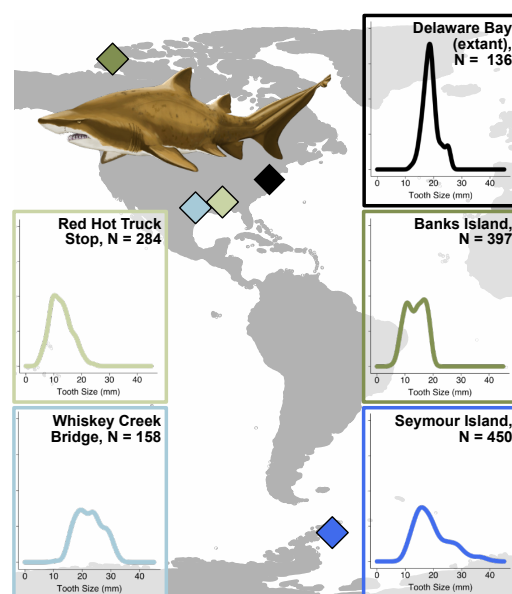 Delaware Bay
(extant),
N = 136
0 10 20 30 40
Tooth Size (mm)
Red Hot Truck
Stop, N = 284
0 10 20 30 40
Tooth Size (mm)
Banks Island,
N = 397
0 10 20 30 40
Tooth Size (mm)
Whiskey Creek
Bridge, N = 158
0 10 20 30 40
Tooth Size (mm)
Seymour Island,
N = 450
0 10 20 30 40
Tooth Size (mm)